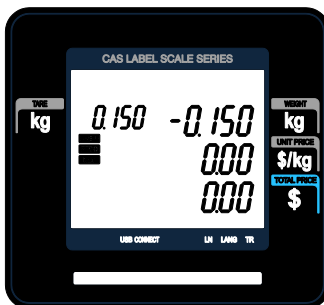 CAS LABEL SCALE SERIES
TARE
kg
0.150
-0.150
WEIGHT
kg
0.00
UNIT PRICE
$/kg
0.00
TOTAL PRICE
$
USB CONNECT LN LANG TR